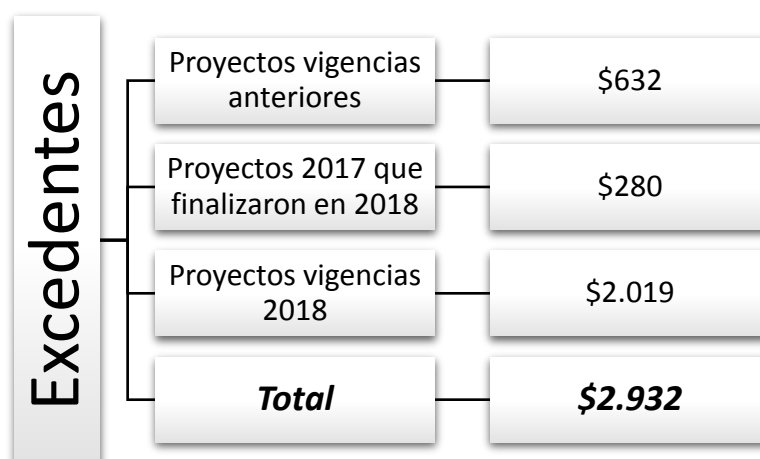 Excedentes
Proyectos vigencias
anteriores
$632
Proyectos 2017 que
finalizaron en 2018
$280
Proyectos vigencias
2018
$2.019
Total
$2.932